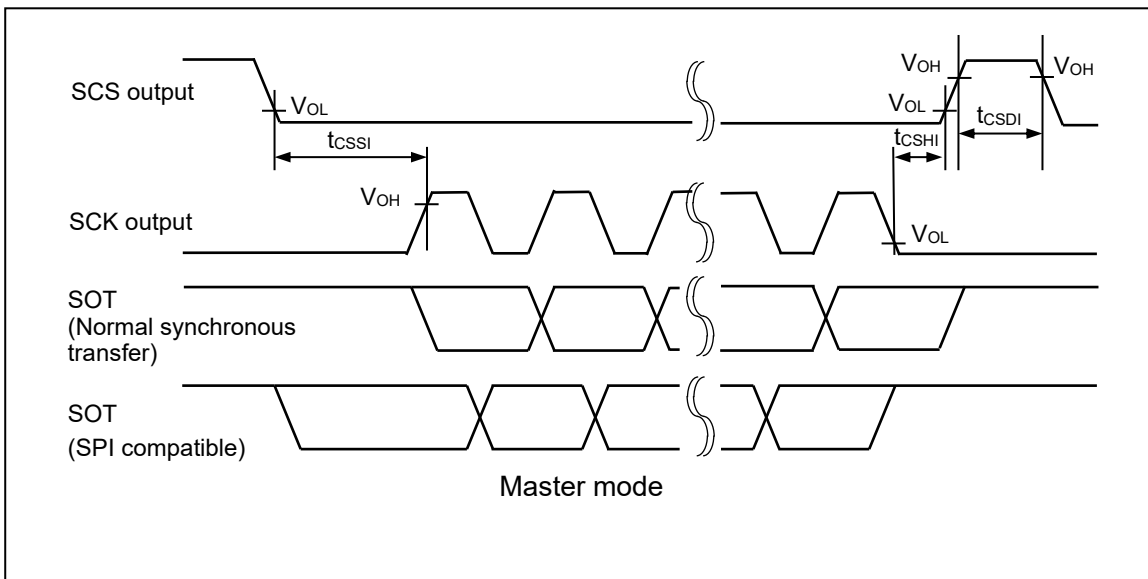 SCS output
VOL
VOH
VOL
VOH
tCSSI
tCSHI
tCSDI
SCK output
VOH
VOL
SOT
(Normal synchronous
transfer)
SOT
(SPI compatible)
Master mode